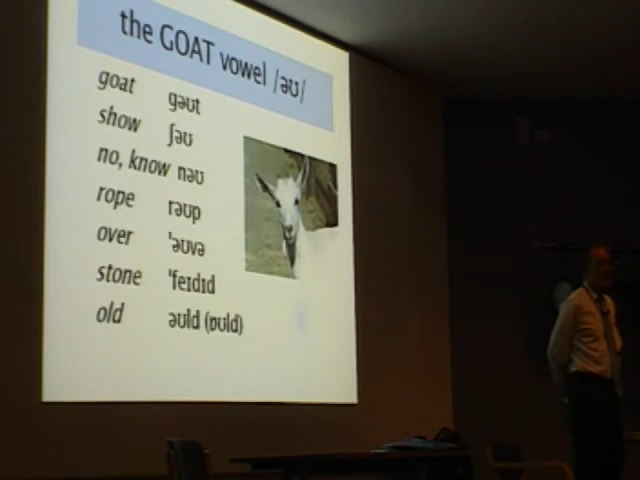 the GOAT vowel /əʊ/
goat gəʊt
show ʃəʊ
no, know nəʊ
rope rəʊp
over ˈəʊvə
stone ˈfeɪdɪd
old əʊld (ɒʊld)